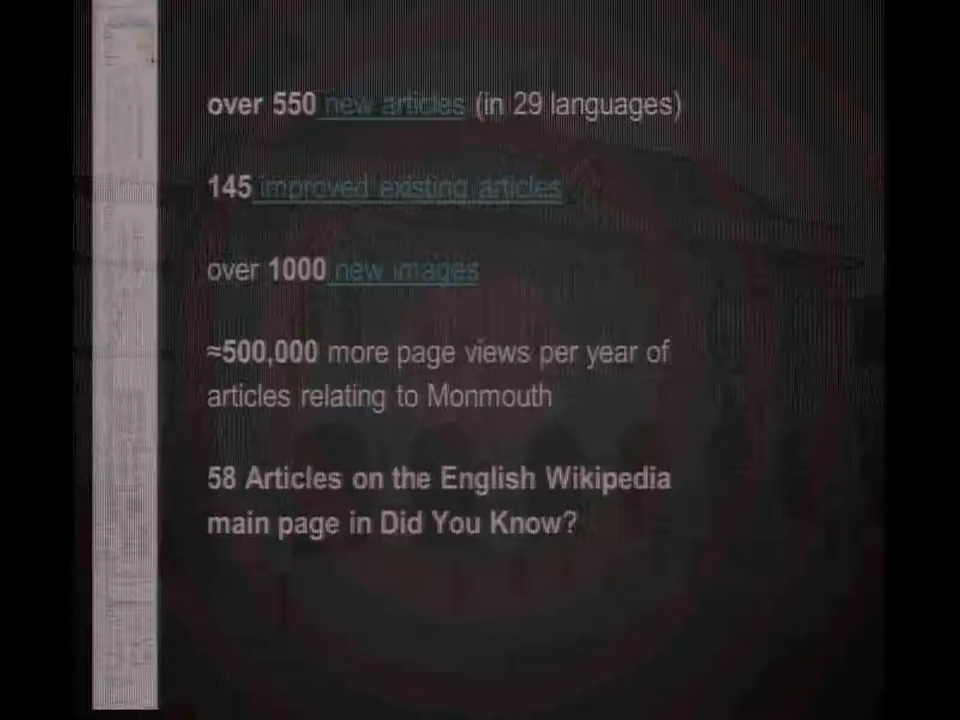 over 550 new articles (in 29 languages)
145 improved existing articles
over 1000 new images
≈500,000 more page views per year of
articles relating to Monmouth
58 Articles on the English Wikipedia
main page in Did You Know?